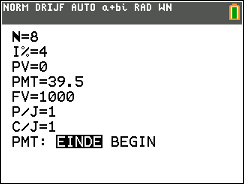 NORM DRIJF AUTO a+bi RAD WN
N=8
I%=4
PV=0
PMT=39.5
FV=1000
P/J=1
C/J=1
PMT: EINDE BEGIN